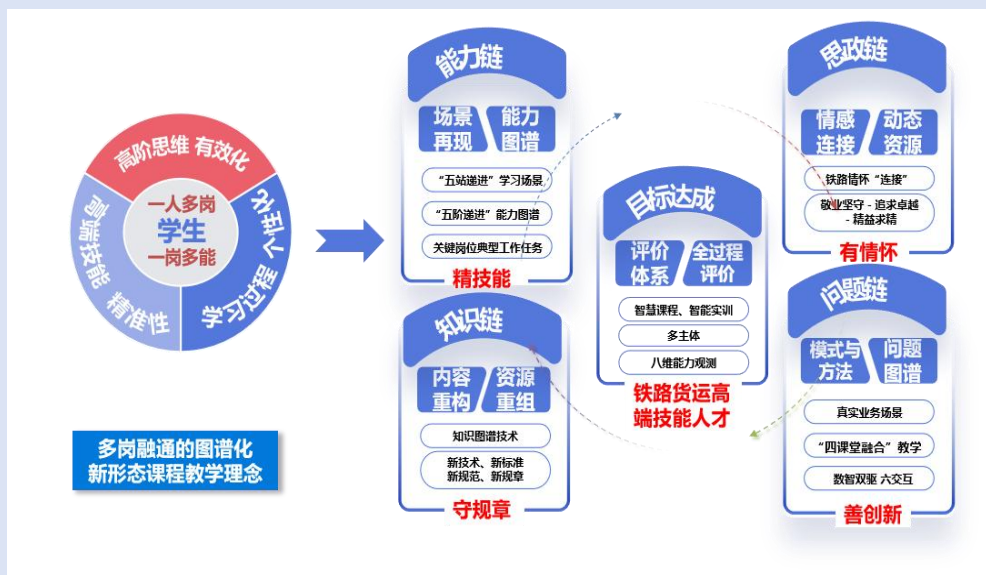 高阶思维 有效化
高端技能 精准性
学习过程 个性化
一人多岗
学生
一岗多能
多岗融通的图谱化
新形态课程教学理念
能力链
场景
再现
能力
图谱
“五站递进”学习场景
“五阶递进”能力图谱
关键岗位典型工作任务
精技能
知识链
内容
重构
资源
重组
知识图谱技术
新技术、新标准
新规范、新规章
守规章
目标达成
评价
体系
全过程
评价
智慧课程、智能实训
多主体
八维能力观测
铁路货运高
端技能人才
思政链
情感
连接
动态
资源
铁路情怀“连接”
敬业坚守 - 追求卓越
- 精益求精
有情怀
问题链
模式与
方法
问题
图谱
真实业务场景
“四课堂融合”教学
数智双驱 六交互
善创新